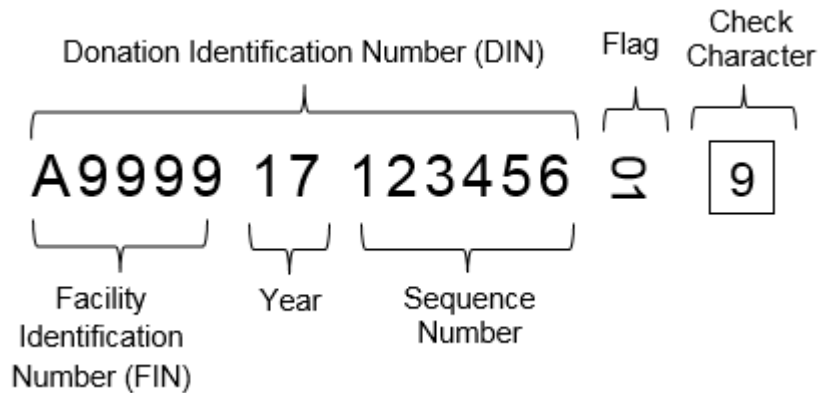 Donation Identification Number (DIN)
Flag
Check
Character
A9999 17 123456 01 9
Facility
Identification
Number (FIN)
Year
Sequence
Number